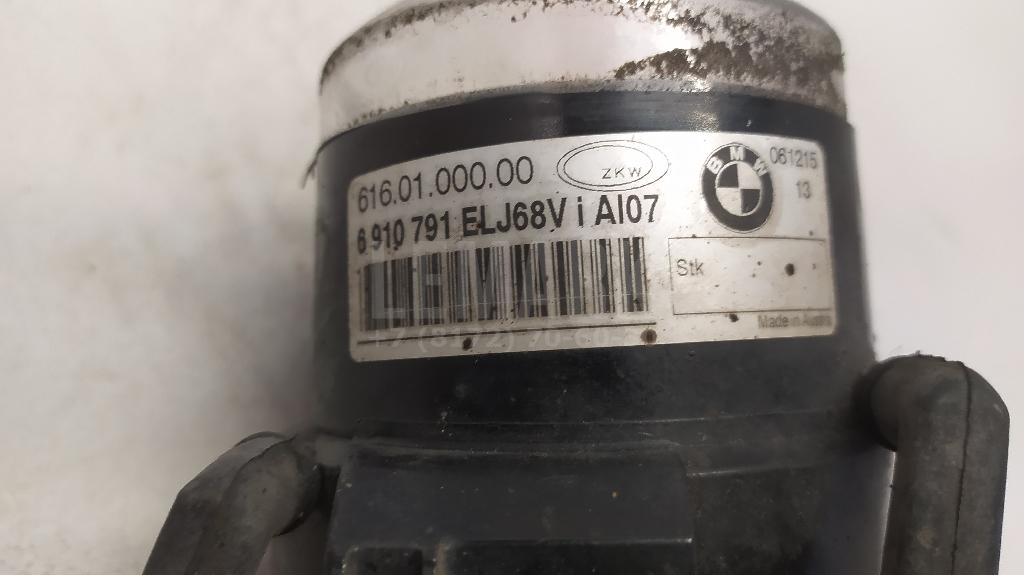 616.01.000.00
ZKW
BMW
061215
13
6 910 791 ELJ68V i AI07
Stk
Made in Austria